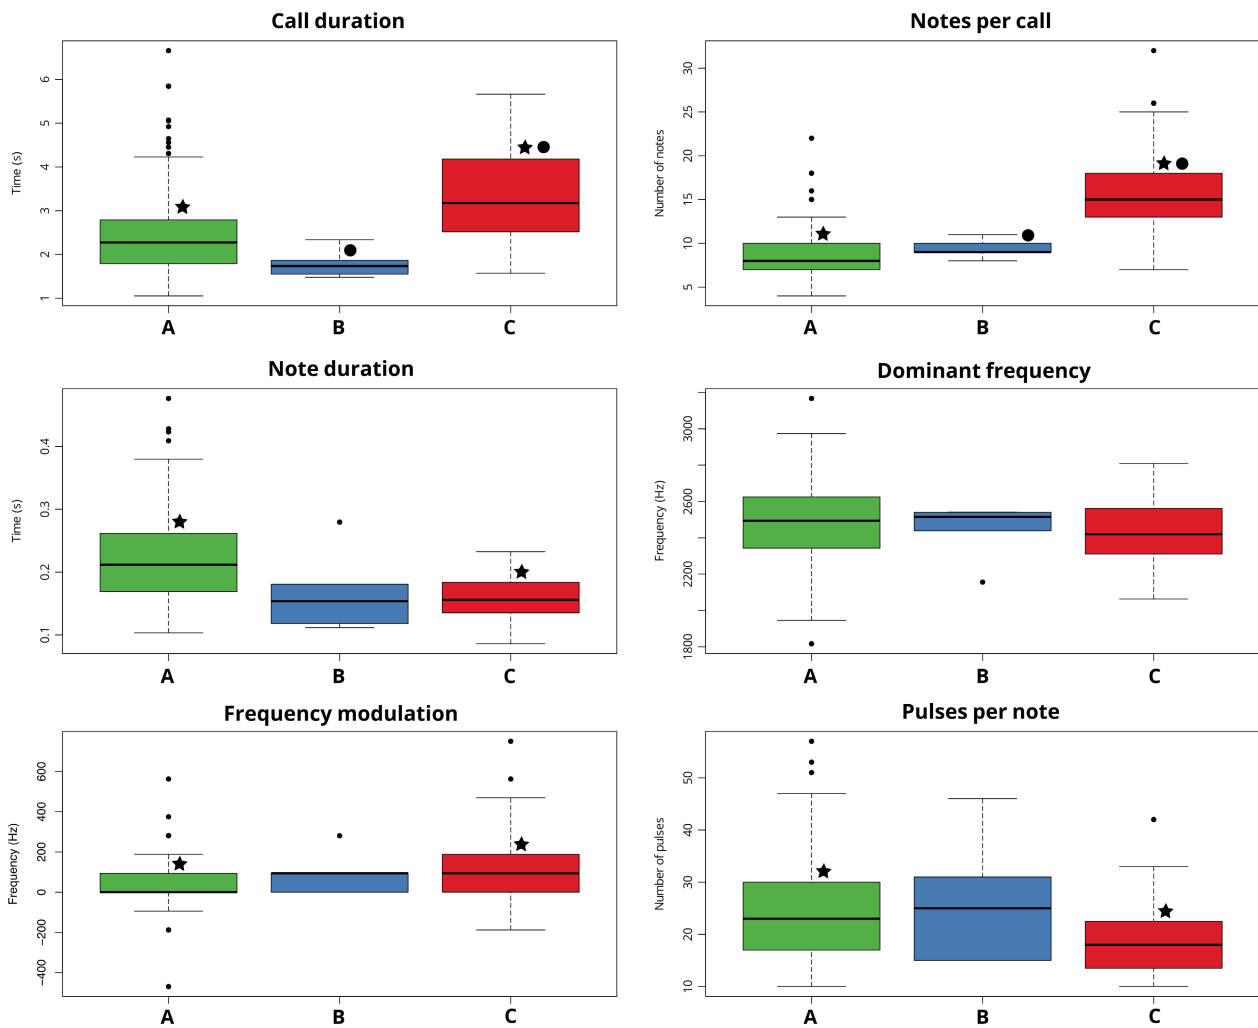 Call duration
Time (s)
6
5
4
3
2
1
A B C
Notes per call
Number of notes
30
25
20
15
10
5
A B C
Note duration
Time (s)
0.4
0.3
0.2
0.1
A B C
Dominant frequency
Frequency (Hz)
3000
2600
2200
1800
A B C
Frequency modulation
Frequency (Hz)
600
400
200
0
−200
−400
A B C
Pulses per note
Number of pulses
50
40
30
20
10
A B C